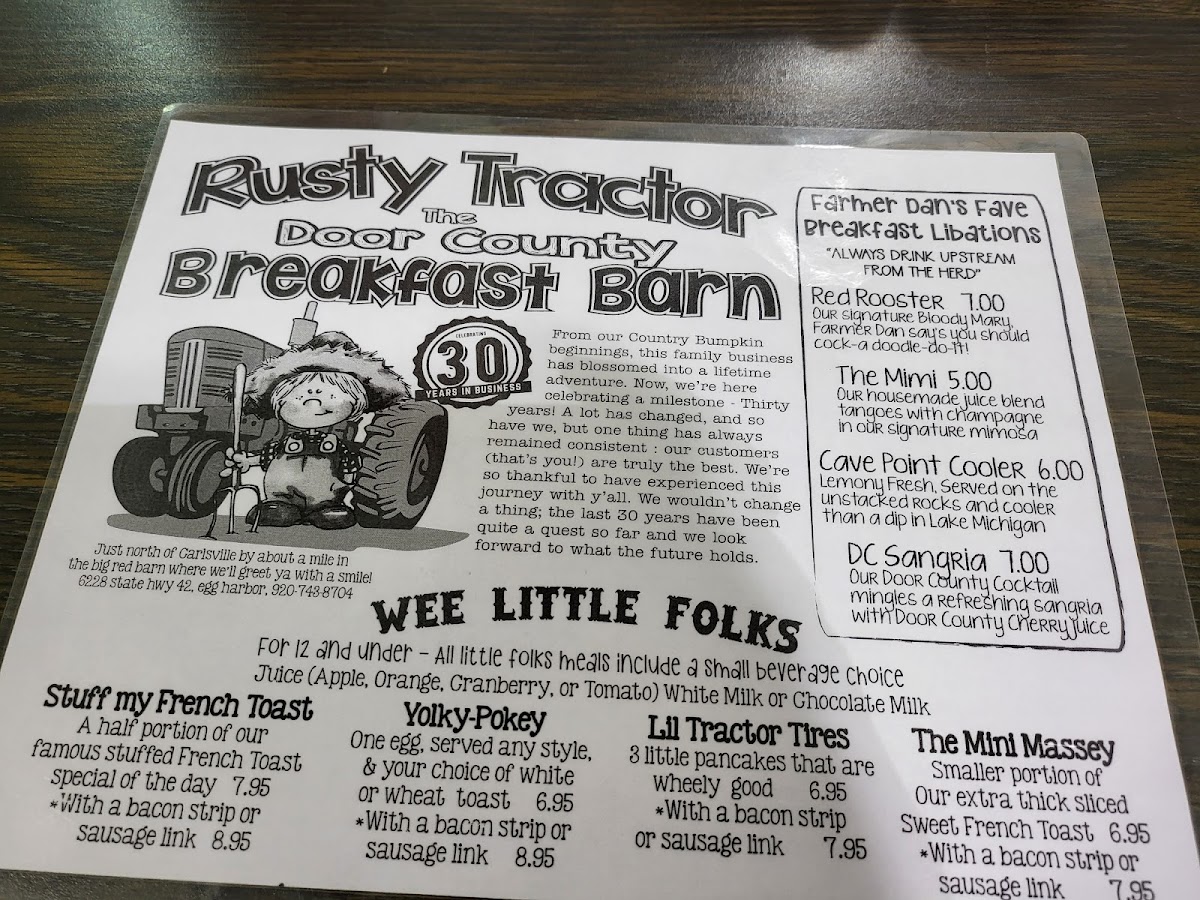 Rusty Tractor
The
Door County
Breakfast Barn
CELEBRATING
30
YEARS IN BUSINESS
From our Country Bumpkin
beginnings, this family business
has blossomed into a lifetime
adventure. Now, we're here
celebrating a milestone - Thirty
years! A lot has changed, and so
have we, but one thing has always
remained consistent : our customers
(that's you!) are truly the best. We're
so thankful to have experienced this
journey with y'all. We wouldn't change
a thing; the last 30 years have been
quite a quest so far and we look
forward to what the future holds.
Just north of Carlsville by about a mile in
the big red barn where we'll greet ya with a smile!
6228 state hwy 42, egg harbor, 920-743-8704
Farmer Dan's Fave
Breakfast Libations
"ALWAYS DRINK UPSTREAM
FROM THE HERD"
Red Rooster 7.00
Our signature Bloody Mary,
Farmer Dan say's you should
cock-a doodle-do-it!
The Mimi 5.00
Our housemade juice blend
tangoes with champagne
in our signature mimosa
Cave Point Cooler 6.00
Lemony Fresh, Served on the
unstacked rocks and cooler
than a dip in Lake Michigan
DC Sangria 7.00
Our Door County Cocktail
mingles a refreshing sangria
with Door County Cherry juice
WEE LITTLE FOLKS
For 12 and under - All little folks meals include a small beverage choice
Juice (Apple, Orange, Cranberry, or Tomato) White Milk or Chocolate Milk
Stuff my French Toast
A half portion of our
famous stuffed French Toast
special of the day 7.95
*With a bacon strip or
sausage link 8.95
Yolky-Pokey
One egg, served any style,
& your choice of white
or wheat toast 6.95
*With a bacon strip or
sausage link 8.95
Lil Tractor Tires
3 little pancakes that are
wheely good 6.95
*With a bacon strip
or sausage link 7.95
The Mini Massey
Smaller portion of
Our extra thick sliced
Sweet French Toast 6.95
*With a bacon strip or
sausage link 7.95